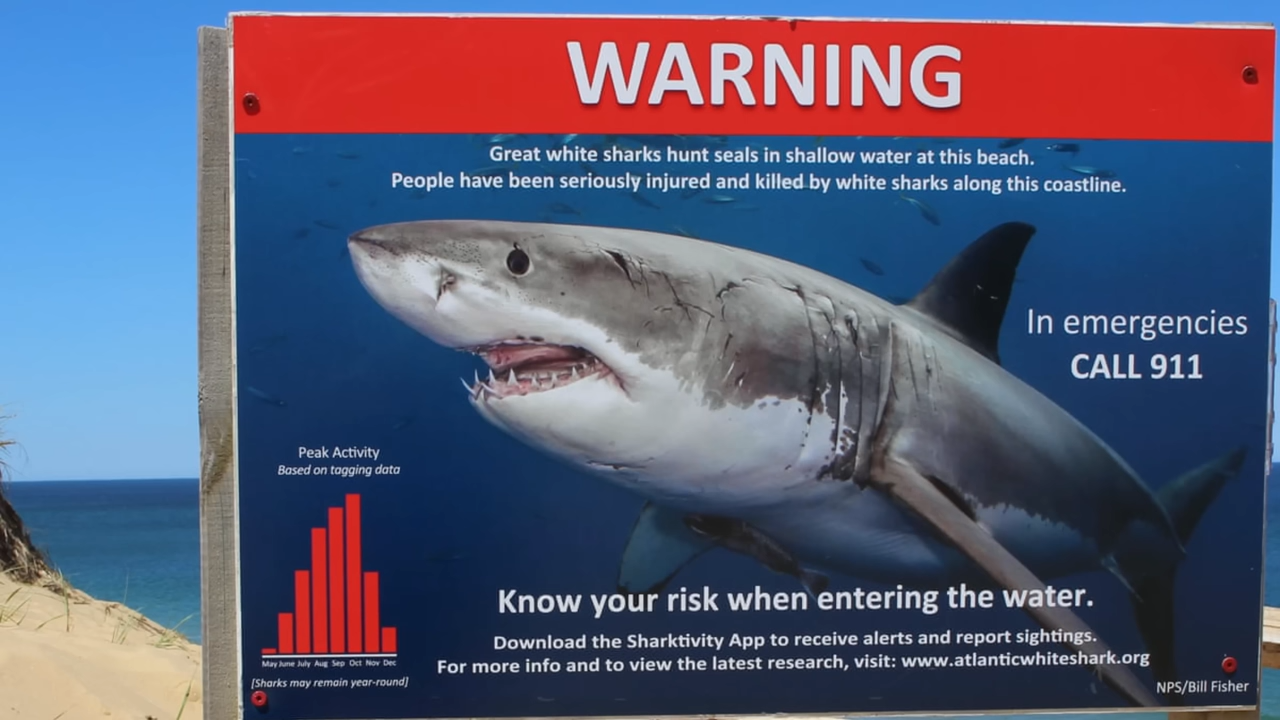 WARNING
Great white sharks hunt seals in shallow water at this beach.
People have been seriously injured and killed by white sharks along this coastline.
In emergencies
CALL 911
Peak Activity
Based on tagging data
May June July Aug Sep Oct Nov Dec
[Sharks may remain year-round]
Know your risk when entering the water.
Download the Sharktivity App to receive alerts and report sightings.
For more info and to view the latest research, visit: www.atlanticwhiteshark.org
NPS/Bill Fisher